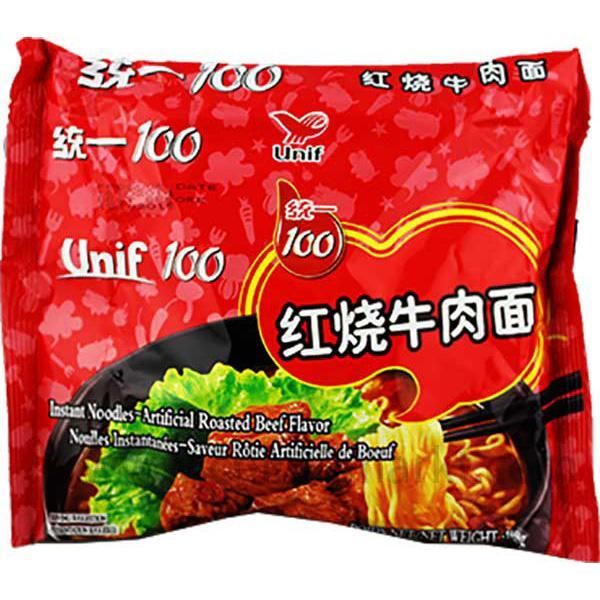 统一100
红烧牛肉面
统一100
Unif
统一
100
Unif 100
红烧牛肉面
Instant Noodles-Artificial Roasted Beef Flavor
Nouilles Instantanées-Saveur Rôtie Artificielle de Boeuf
NET WEIGHT